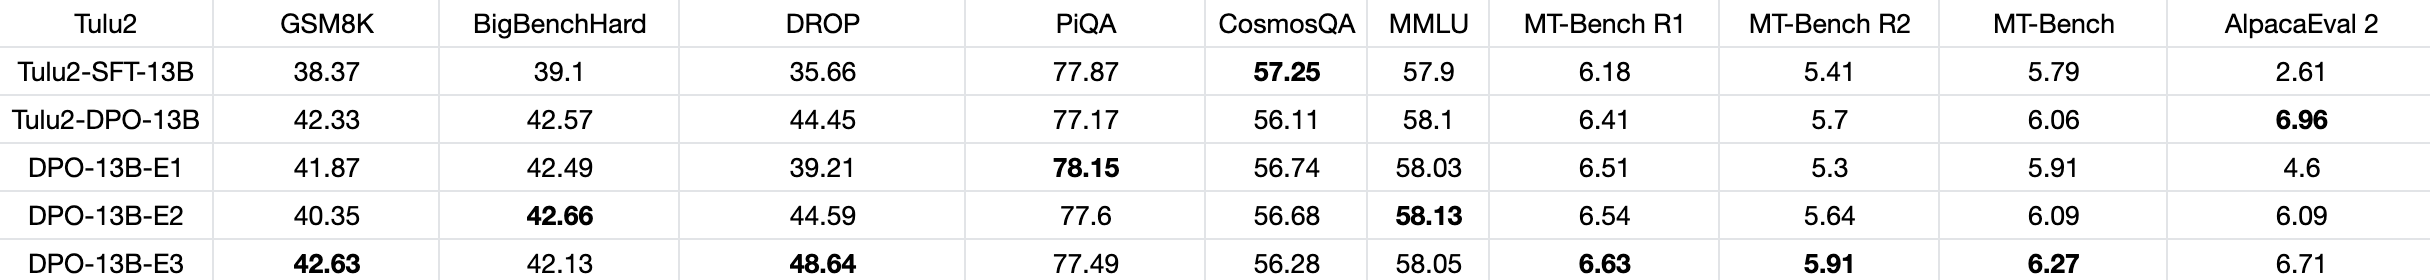 Tulu2 GSM8K BigBenchHard DROP PiQA CosmosQA MMLU MT-Bench R1 MT-Bench R2 MT-Bench AlpacaEval 2
Tulu2-SFT-13B 38.37 39.1 35.66 77.87 57.25 57.9 6.18 5.41 5.79 2.61
Tulu2-DPO-13B 42.33 42.57 44.45 77.17 56.11 58.1 6.41 5.7 6.06 6.96
DPO-13B-E1 41.87 42.49 39.21 78.15 56.74 58.03 6.51 5.3 5.91 4.6
DPO-13B-E2 40.35 42.66 44.59 77.6 56.68 58.13 6.54 5.64 6.09 6.09
DPO-13B-E3 42.63 42.13 48.64 77.49 56.28 58.05 6.63 5.91 6.27 6.71